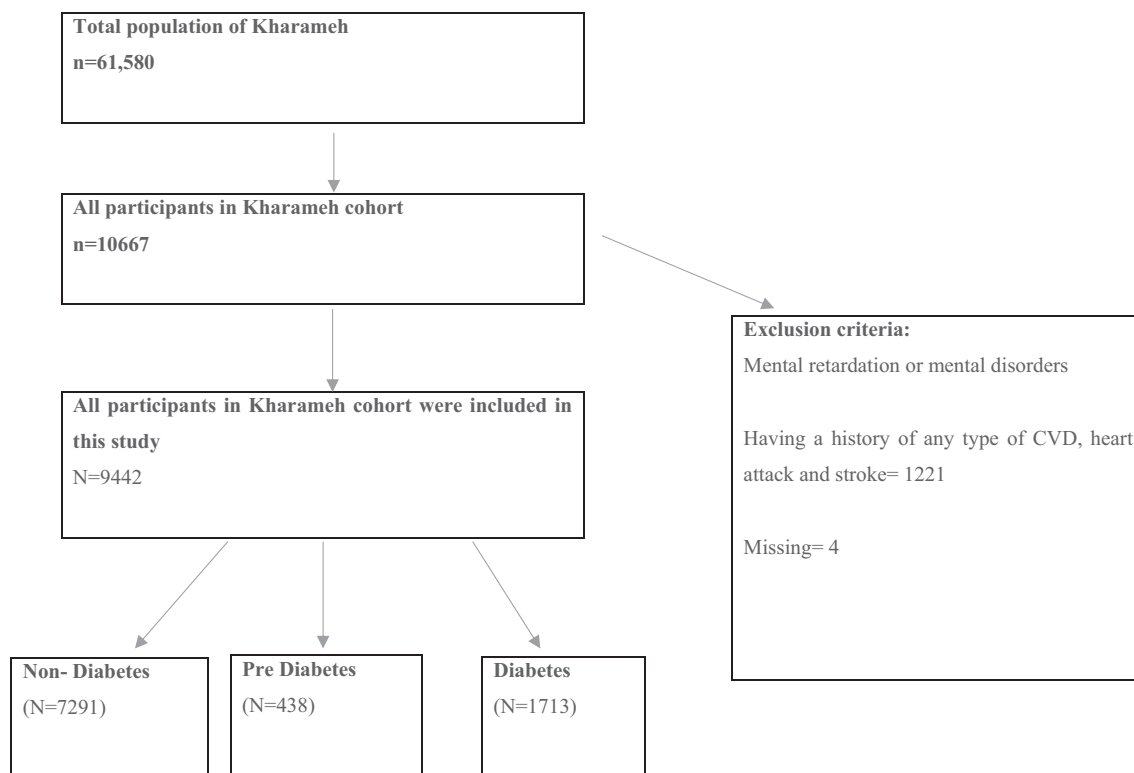 Total population of Kharameh
n=61,580
All participants in Kharameh cohort
n=10667
Exclusion criteria:
Mental retardation or mental disorders
Having a history of any type of CVD, heart
attack and stroke= 1221
Missing= 4
All participants in Kharameh cohort were included in
this study
N=9442
Non- Diabetes
(N=7291)
Pre Diabetes
(N=438)
Diabetes
(N=1713)